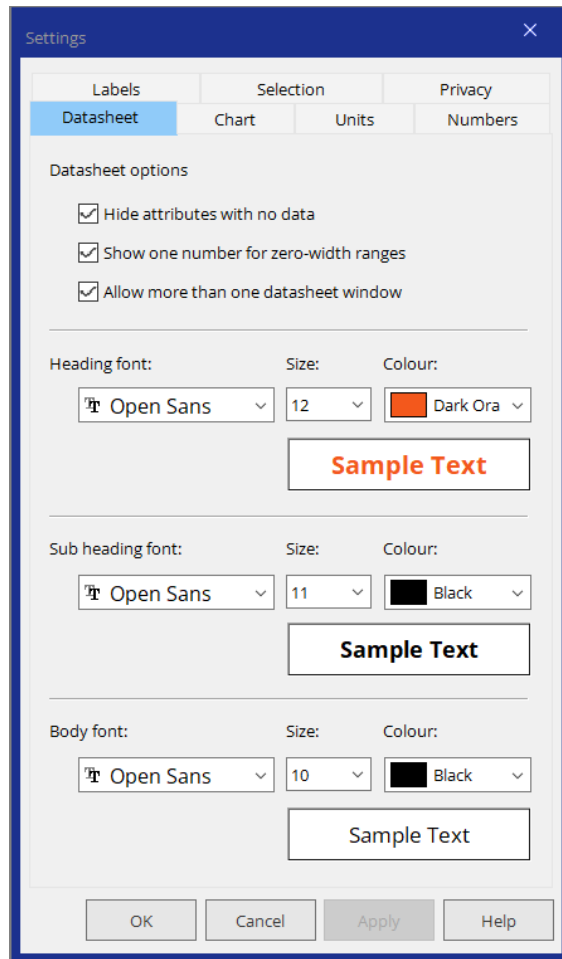 Settings
Labels Selection Privacy
Datasheet Chart Units Numbers
Datasheet options
Hide attributes with no data
Show one number for zero-width ranges
Allow more than one datasheet window
Heading font: Size: Colour:
Open Sans 12 Dark Ora
Sample Text
Sub heading font: Size: Colour:
Open Sans 11 Black
Sample Text
Body font: Size: Colour:
Open Sans 10 Black
Sample Text
OK Cancel Apply Help